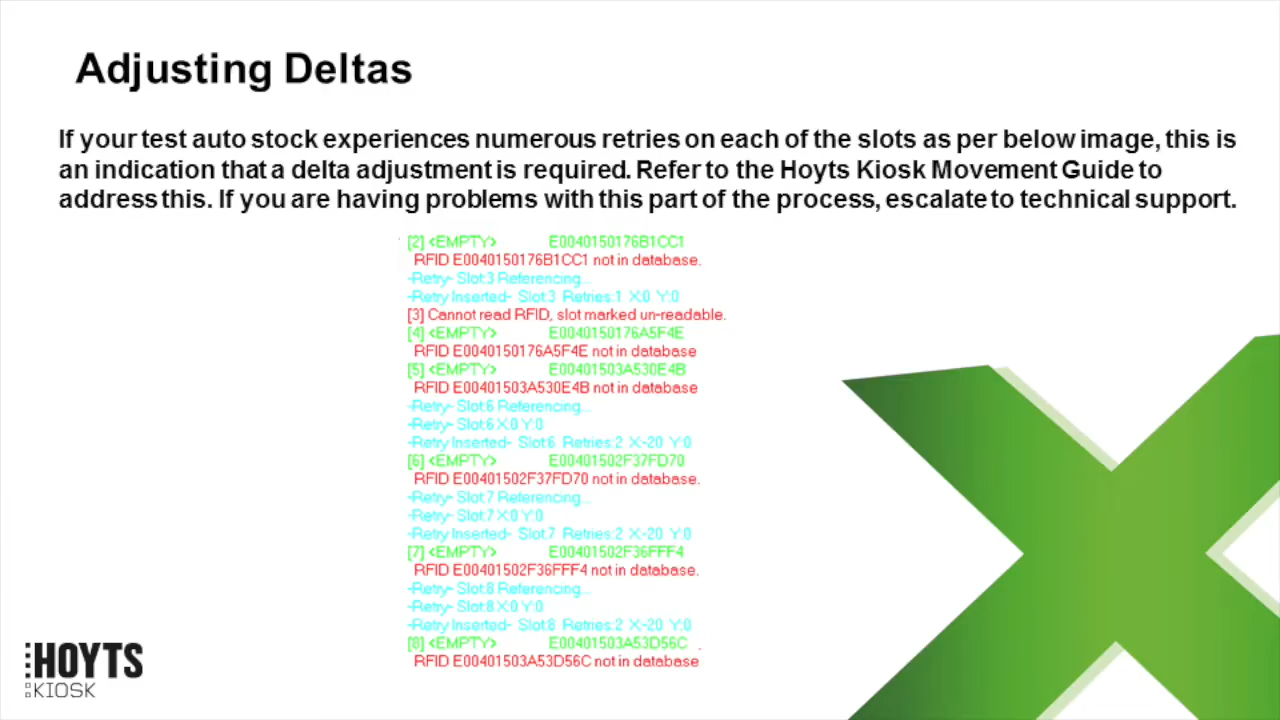 Adjusting Deltas
If your test auto stock experiences numerous retries on each of the slots as per below image, this is
an indication that a delta adjustment is required. Refer to the Hoyts Kiosk Movement Guide to
address this. If you are having problems with this part of the process, escalate to technical support.
[2] <EMPTY> E0040150176B1CC1
RFID E0040150176B1CC1 not in database.
-Retry- Slot:3 Referencing...
-Retry Inserted- Slot:3 Retries:1 X:0 Y:0
[3] Cannot read RFID, slot marked un-readable.
[4] <EMPTY> E0040150176A5F4E
RFID E0040150176A5F4E not in database
[5] <EMPTY> E00401503A530E4B
RFID E00401503A530E4B not in database
-Retry- Slot:6 Referencing...
-Retry- Slot:6 X:0 Y:0
-Retry Inserted- Slot:6 Retries:2 X:-20 Y:0
[6] <EMPTY> E00401502F37FD70
RFID E00401502F37FD70 not in database.
-Retry- Slot:7 Referencing...
-Retry- Slot:7 X:0 Y:0
-Retry Inserted- Slot:7 Retries:2 X:-20 Y:0
[7] <EMPTY> E00401502F36FFF4
RFID E00401502F36FFF4 not in database.
-Retry- Slot:8 Referencing...
-Retry- Slot:8 X:0 Y:0
-Retry Inserted- Slot:8 Retries:2 X:-20 Y:0
[8] <EMPTY> E00401503A53D56C
RFID E00401503A53D56C not in database
HOYTS
KIOSK